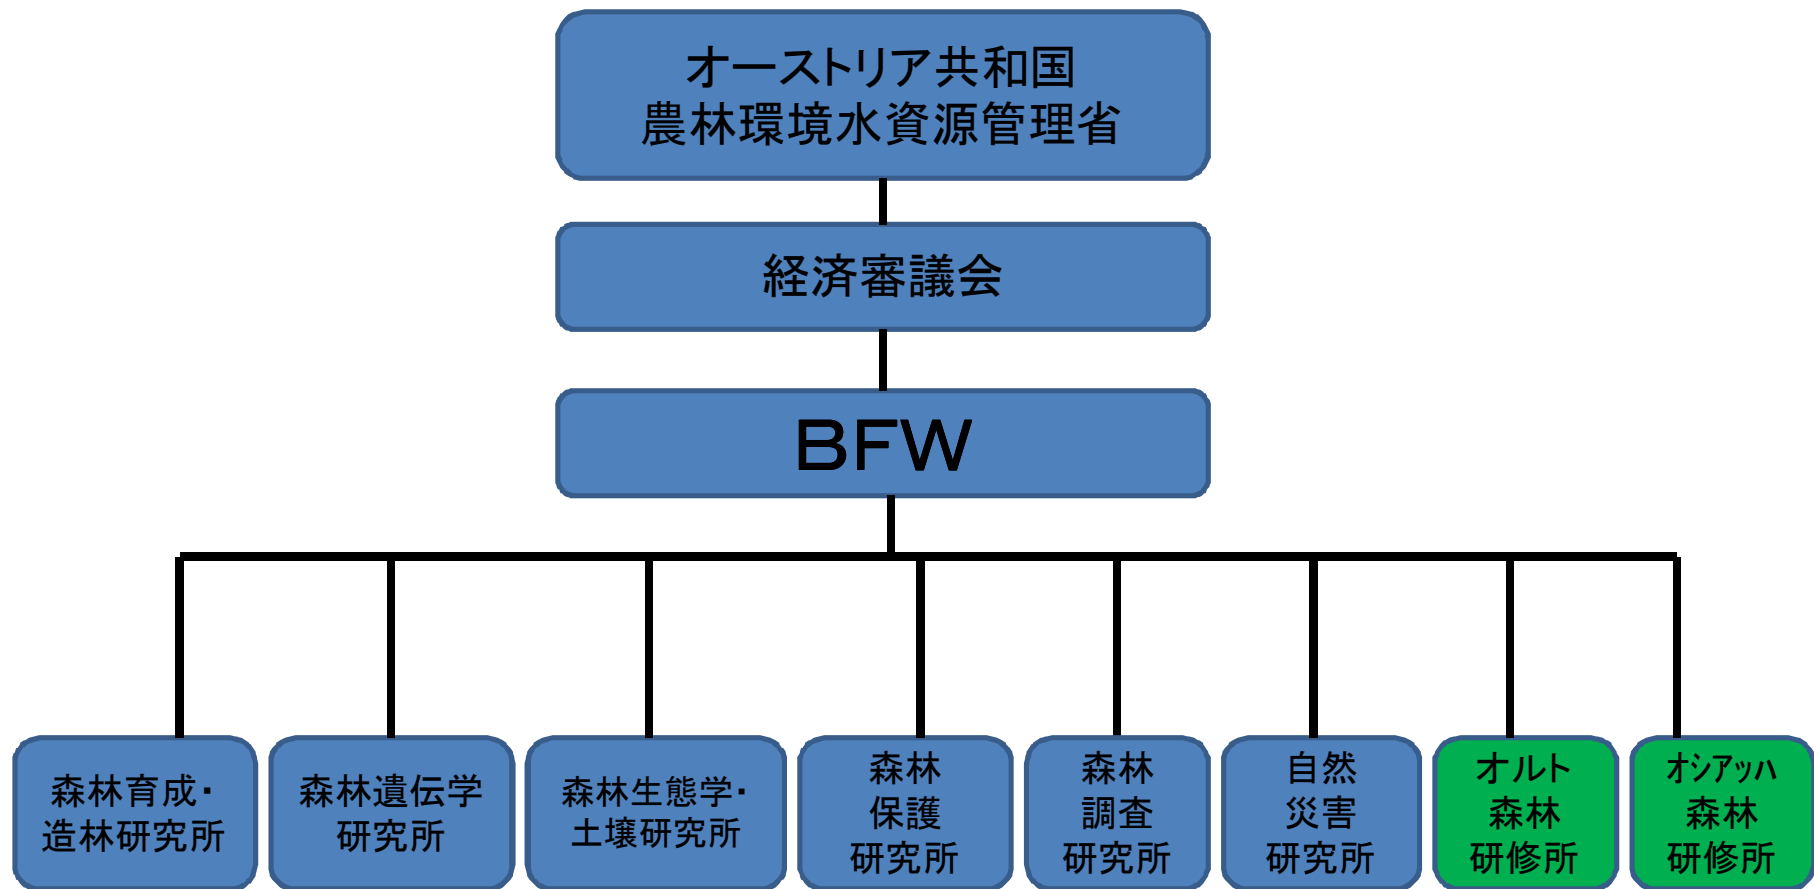 オーストリア共和国
農林環境水資源管理省
経済審議会
ＢＦＷ
森林育成・
造林研究所
森林遺伝学
研究所
森林生態学・
土壌研究所
森林
保護
研究所
森林
調査
研究所
自然
災害
研究所
オルト
森林
研修所
ｵｼアッハ
森林
研修所